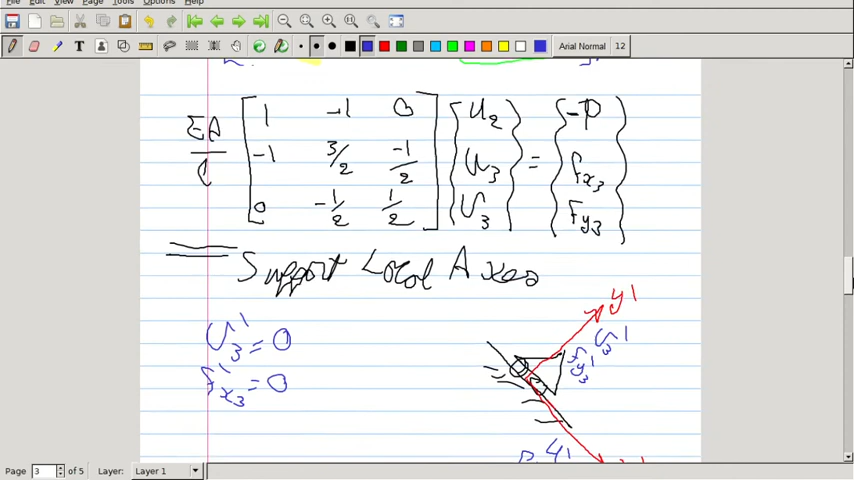 File Edit View Journal Tools Options Help
T Arial Normal 12
EA/l [ 1 -1 0 ] { u₂ } { -P }
[ -1 3/2 -1/2 ] { u₃ } = { fx₃ }
[ 0 -1/2 1/2 ] { v₃ } { Fy₃ }
Support Local Axes
y'
v'₃ = 0
v'₃
f'y₃
f'x₃ = 0
Page 3 of 5 Layer: Layer 1